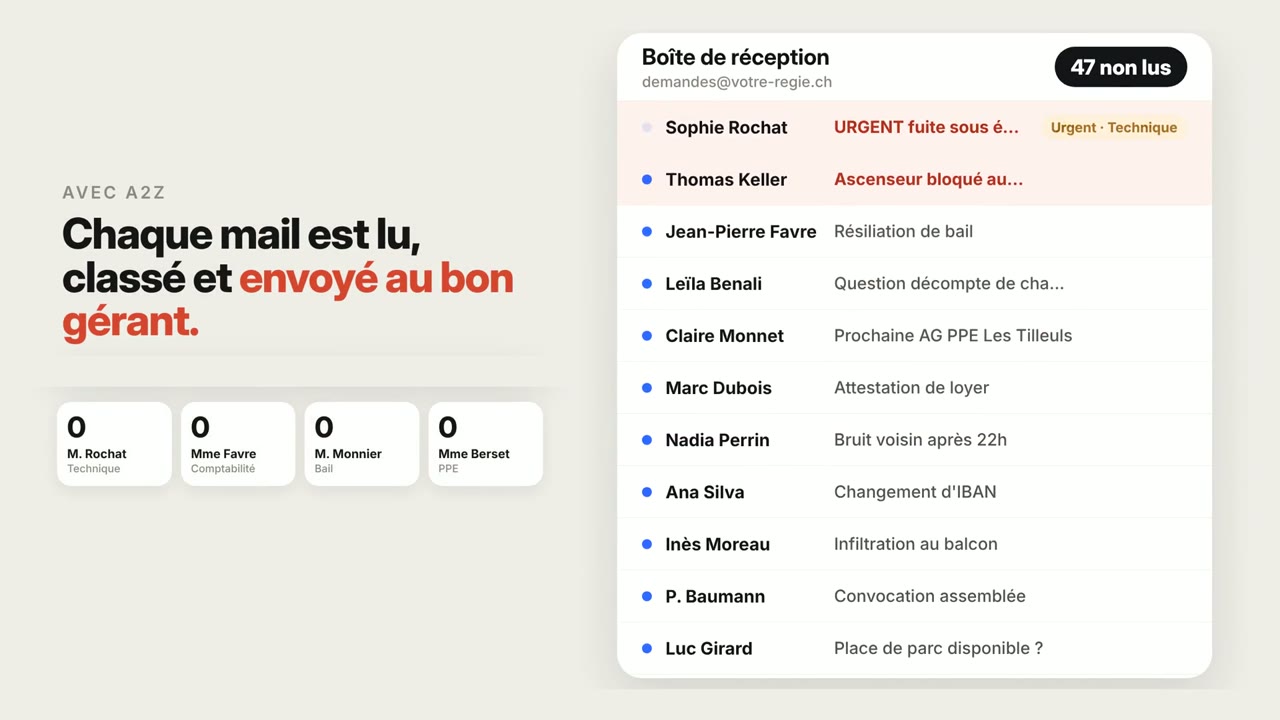 AVEC A2Z
Chaque mail est lu,
classé et envoyé au bon
gérant.
0
M. Rochat
Technique
0
Mme Favre
Comptabilité
0
M. Monnier
Bail
0
Mme Berset
PPE
Boîte de réception
demandes@votre-regie.ch
47 non lus
Sophie Rochat URGENT fuite sous é... Urgent · Technique
Thomas Keller Ascenseur bloqué au...
Jean-Pierre Favre Résiliation de bail
Leïla Benali Question décompte de cha...
Claire Monnet Prochaine AG PPE Les Tilleuls
Marc Dubois Attestation de loyer
Nadia Perrin Bruit voisin après 22h
Ana Silva Changement d'IBAN
Inès Moreau Infiltration au balcon
P. Baumann Convocation assemblée
Luc Girard Place de parc disponible ?